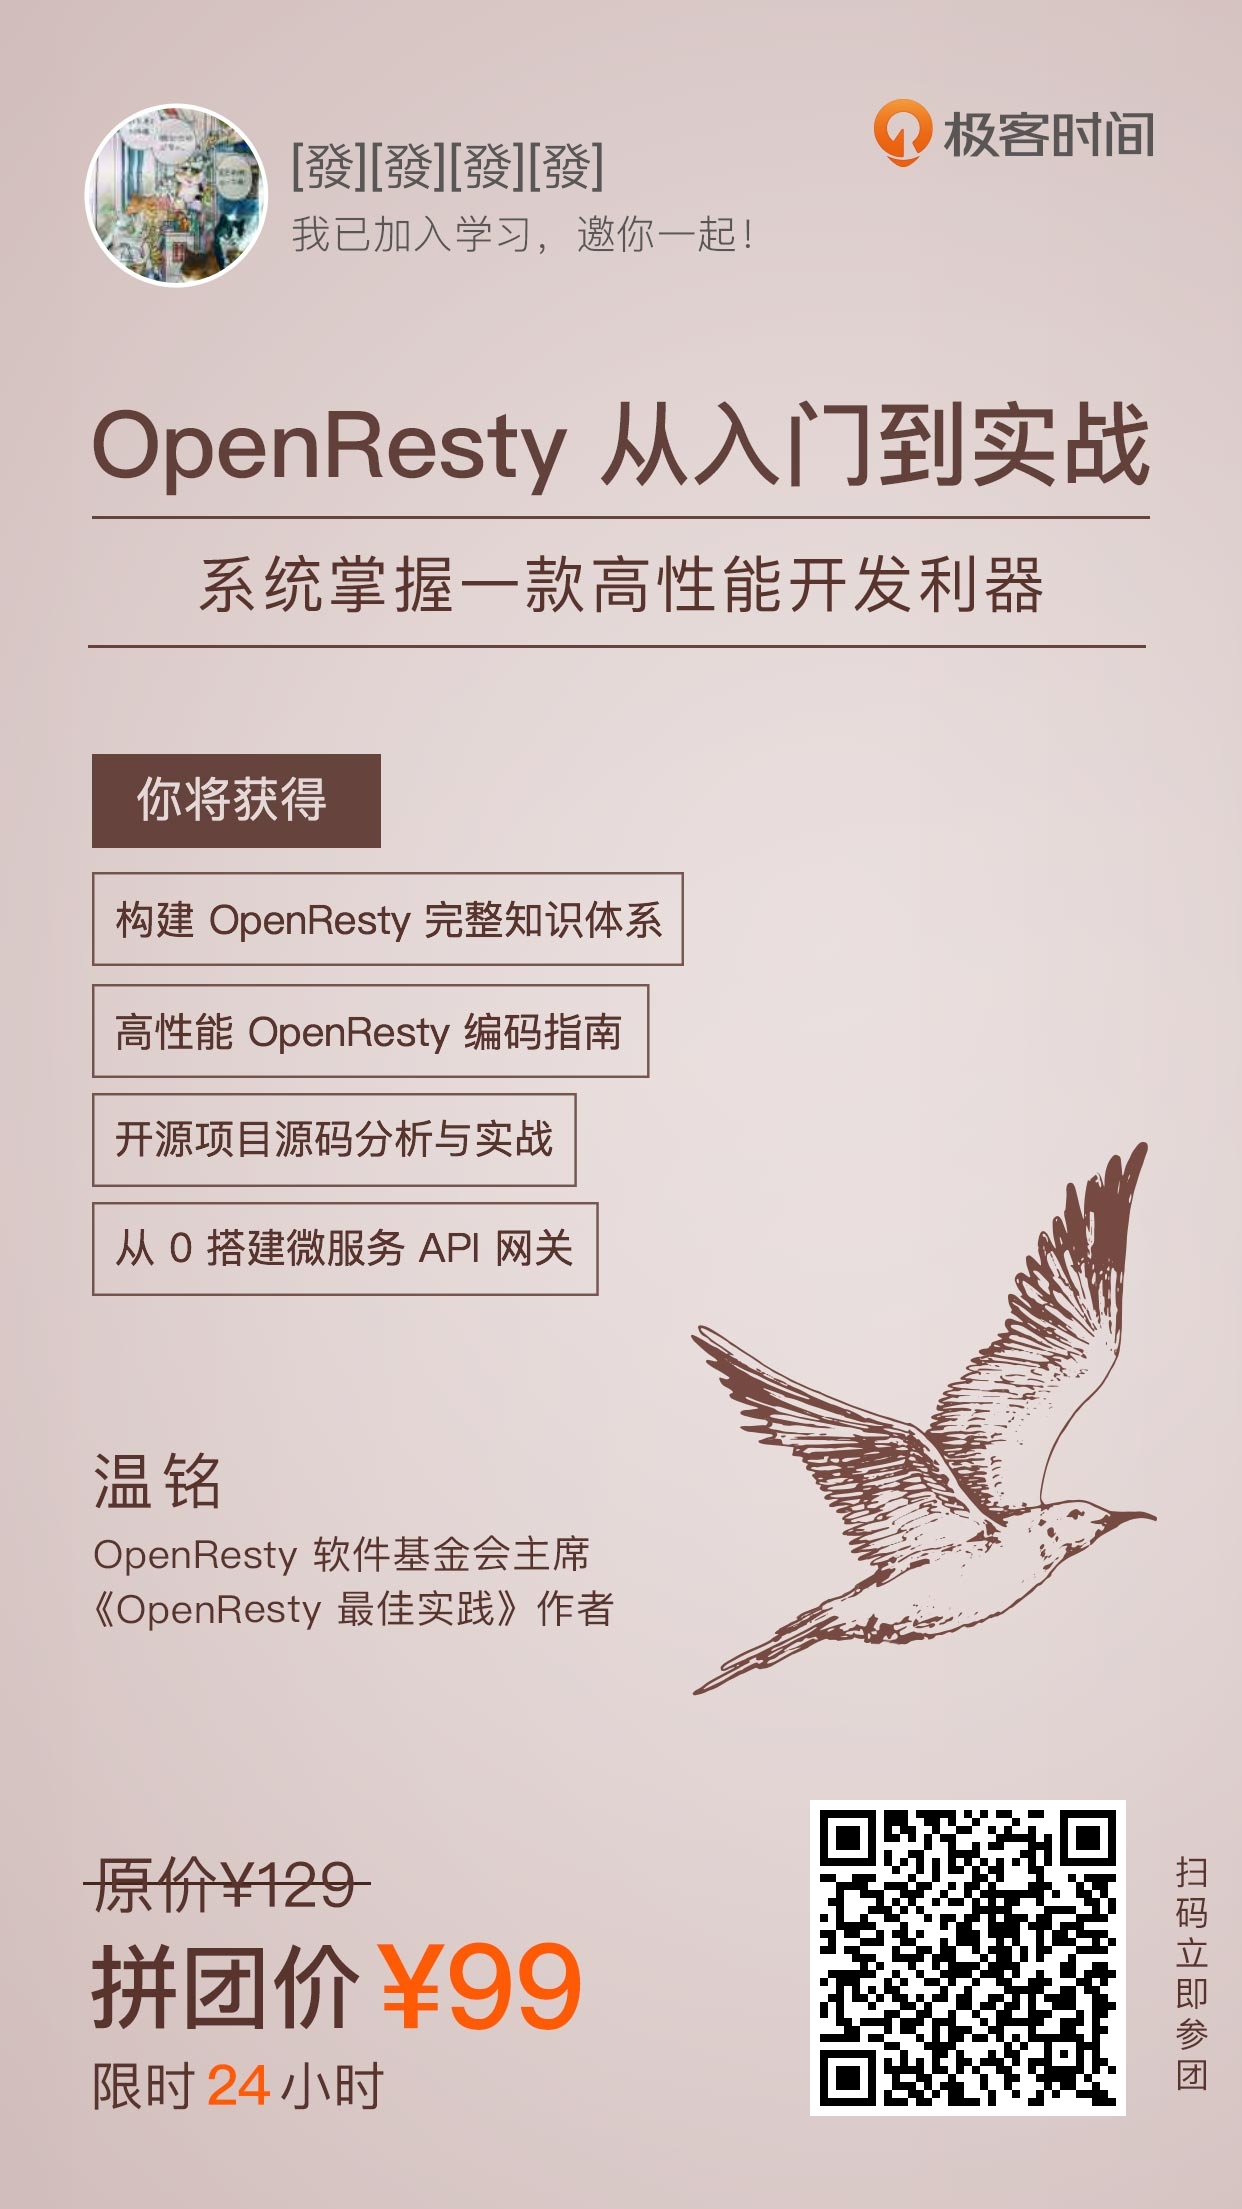 [發][發][發][發]
我已加入学习，邀你一起！
极客时间
OpenResty 从入门到实战
系统掌握一款高性能开发利器
你将获得
构建 OpenResty 完整知识体系
高性能 OpenResty 编码指南
开源项目源码分析与实战
从 0 搭建微服务 API 网关
温铭
OpenResty 软件基金会主席
《OpenResty 最佳实践》作者
原价¥129
拼团价 ¥99
限时 24 小时
扫码立即参团